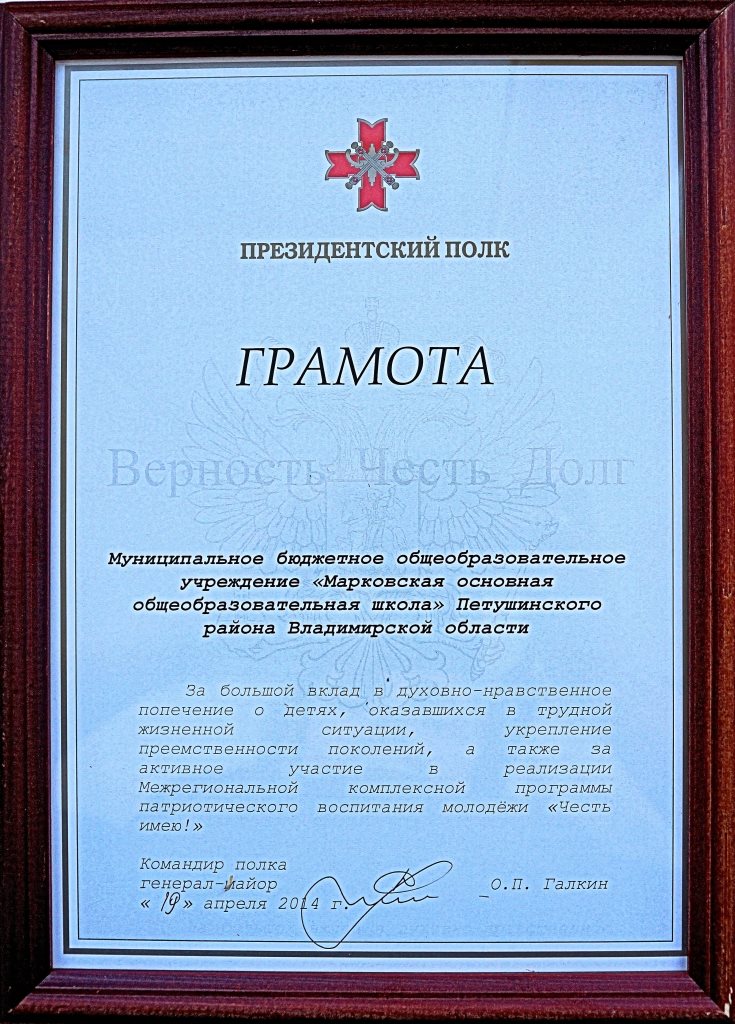 ПРЕЗИДЕНТСКИЙ ПОЛК
ГРАМОТА
Верность Честь Долг
Муниципальное бюджетное общеобразовательное
учреждение «Марковская основная
общеобразовательная школа» Петушинского
района Владимирской области
За большой вклад в духовно-нравственное
попечение о детях, оказавшихся в трудной
жизненной ситуации, укрепление
преемственности поколений, а также за
активное участие в реализации
Межрегиональной комплексной программы
патриотического воспитания молодёжи «Честь
имею!»
Командир полка
генерал-майор О.П. Галкин
« 19 » апреля 2014 г.